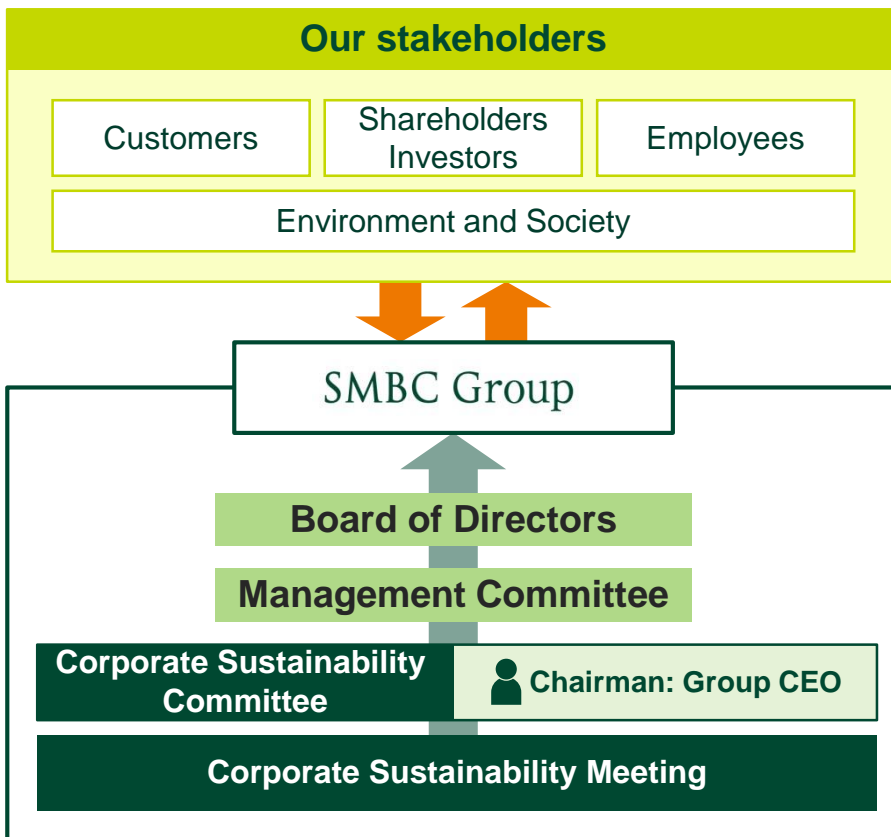 Our stakeholders
Customers
Shareholders
Investors
Employees
Environment and Society
SMBC Group
Board of Directors
Management Committee
Corporate Sustainability
Committee
Chairman: Group CEO
Corporate Sustainability Meeting